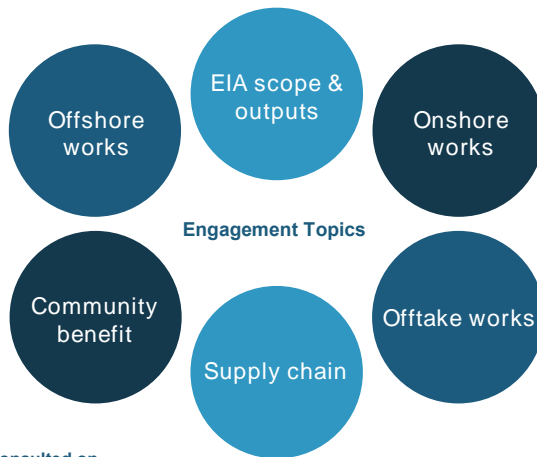 EIA scope &
outputs
Offshore
works
Onshore
works
Engagement Topics
Community
benefit
Offtake works
Supply chain